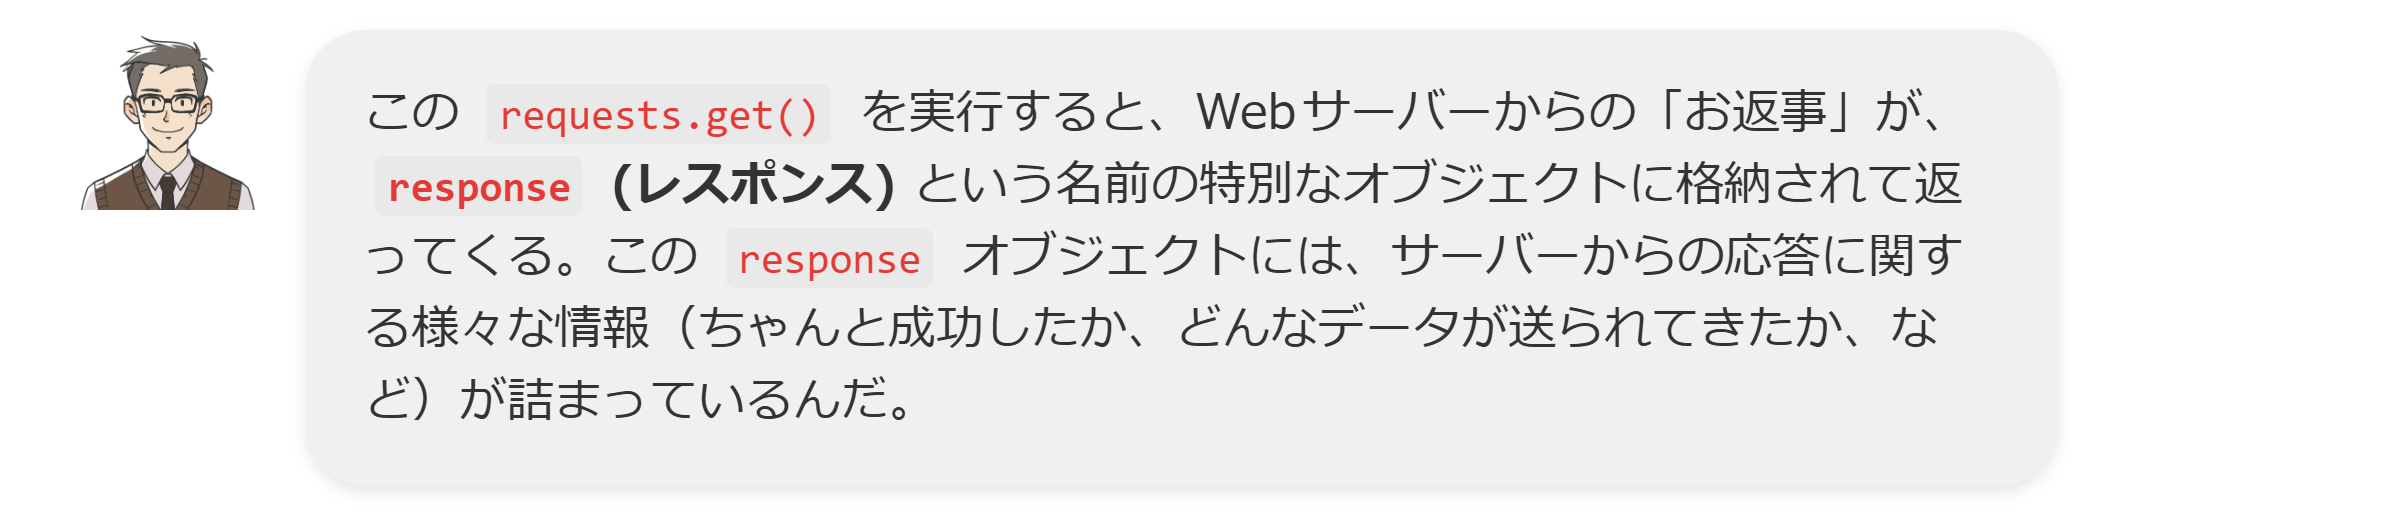 この requests.get() を実行すると、Webサーバーからの「お返事」が、
response (レスポンス) という名前の特別なオブジェクトに格納されて返
ってくる。この response オブジェクトには、サーバーからの応答に関す
る様々な情報（ちゃんと成功したか、どんなデータが送られてきたか、な
ど）が詰まっているんだ。